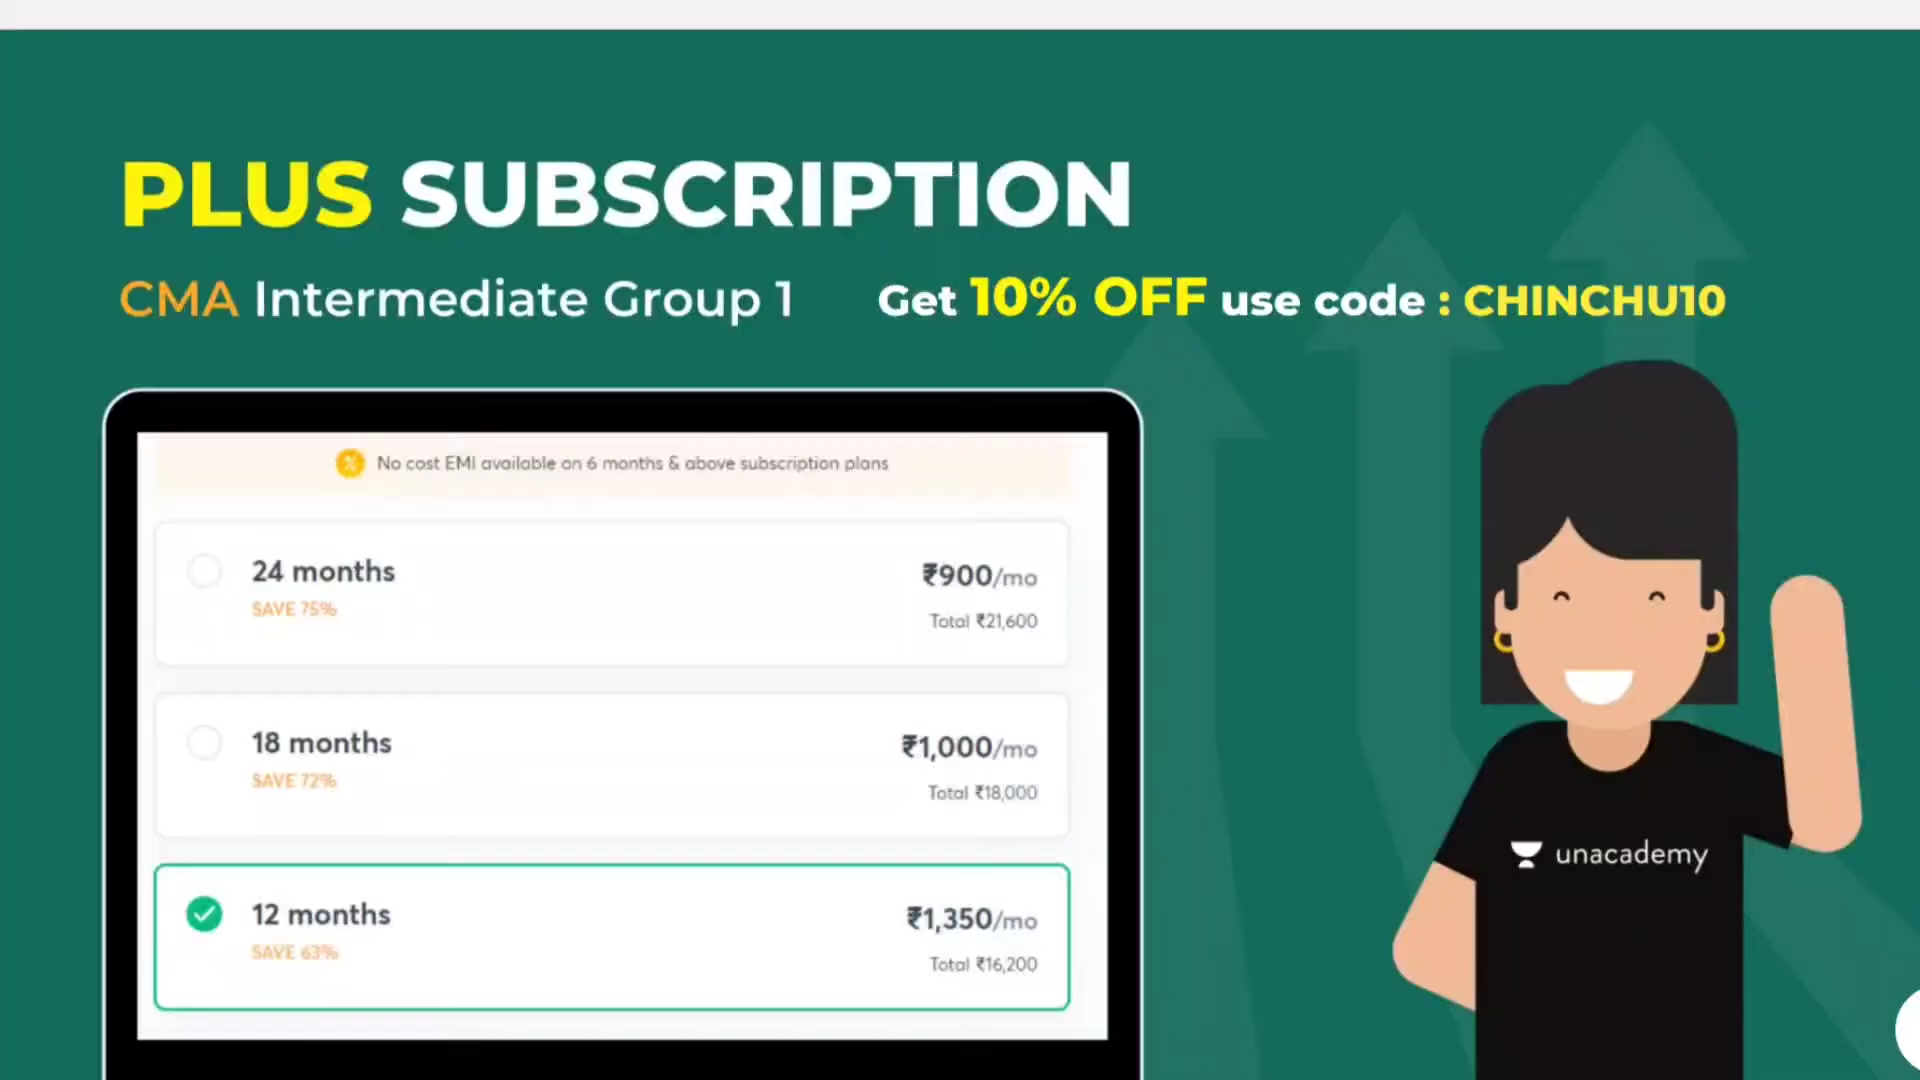 PLUS SUBSCRIPTION
CMA Intermediate Group 1
Get 10% OFF use code : CHINCHU10
No cost EMI available on 6 months & above subscription plans
24 months
₹900/mo
SAVE 75%
Total ₹21,600
18 months
₹1,000/mo
SAVE 72%
Total ₹18,000
12 months
₹1,350/mo
SAVE 63%
Total ₹16,200
unacademy